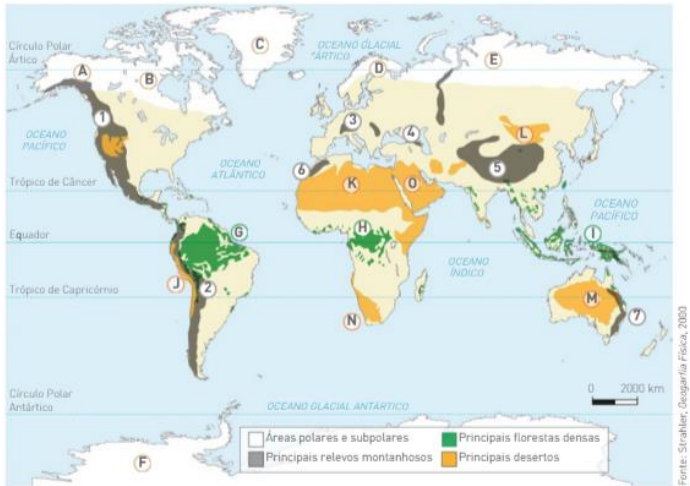 Círculo Polar
Ártico
OCEANO GLACIAL
ÁRTICO
C
A
B
D
E
1
3
4
L
OCEANO
PACÍFICO
OCEANO
ATLÂNTICO
6
5
Trópico de Câncer
K
O
OCEANO
PACÍFICO
G
H
I
Equador
OCEANO
ÍNDICO
J
2
M
Trópico de Capricórnio
N
7
0 2000 km
Círculo Polar
Antártico
OCEANO GLACIAL ANTÁRTICO
F
Áreas polares e subpolares
Principais florestas densas
Principais relevos montanhosos
Principais desertos
Fonte: Strahler, Geogarfia Física, 2000